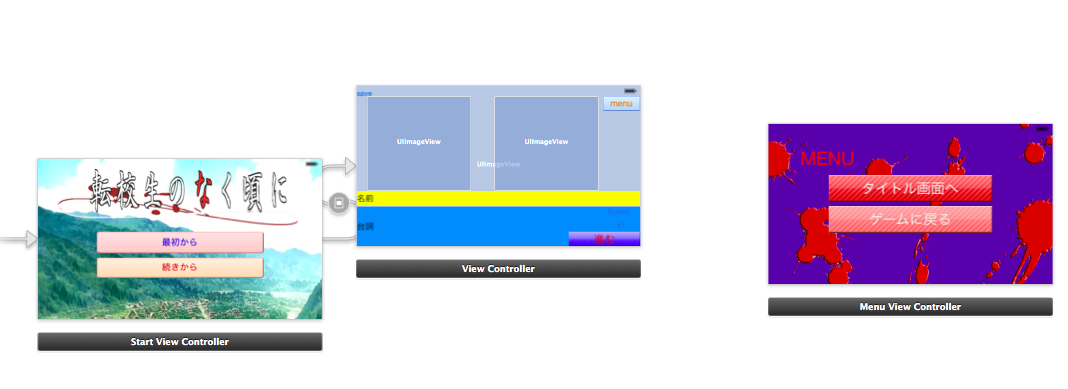 転校生のなく頃に
最初から
続きから
Start View Controller
save
menu
UIImageView
UIImageView
UIImageView
名前
台詞
進む
View Controller
MENU
タイトル画面へ
ゲームに戻る
Menu View Controller